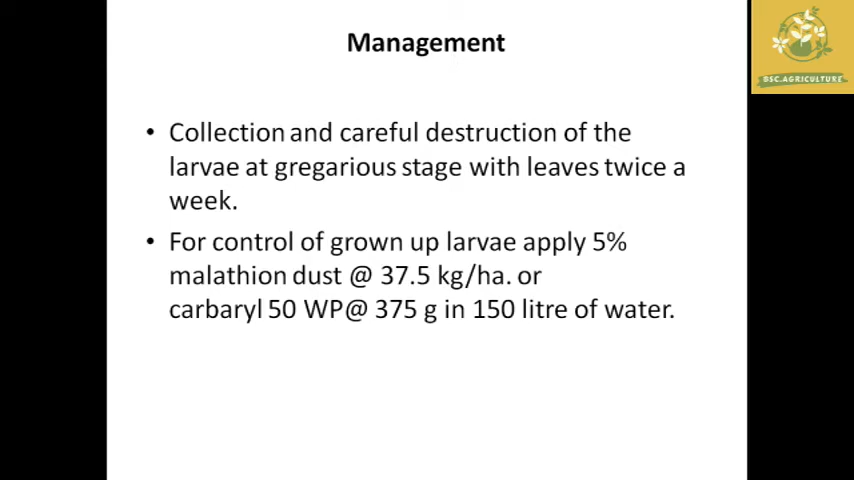 Management
BSC.AGRICULTURE
• Collection and careful destruction of the
larvae at gregarious stage with leaves twice a
week.
• For control of grown up larvae apply 5%
malathion dust @ 37.5 kg/ha. or
carbaryl 50 WP@ 375 g in 150 litre of water.